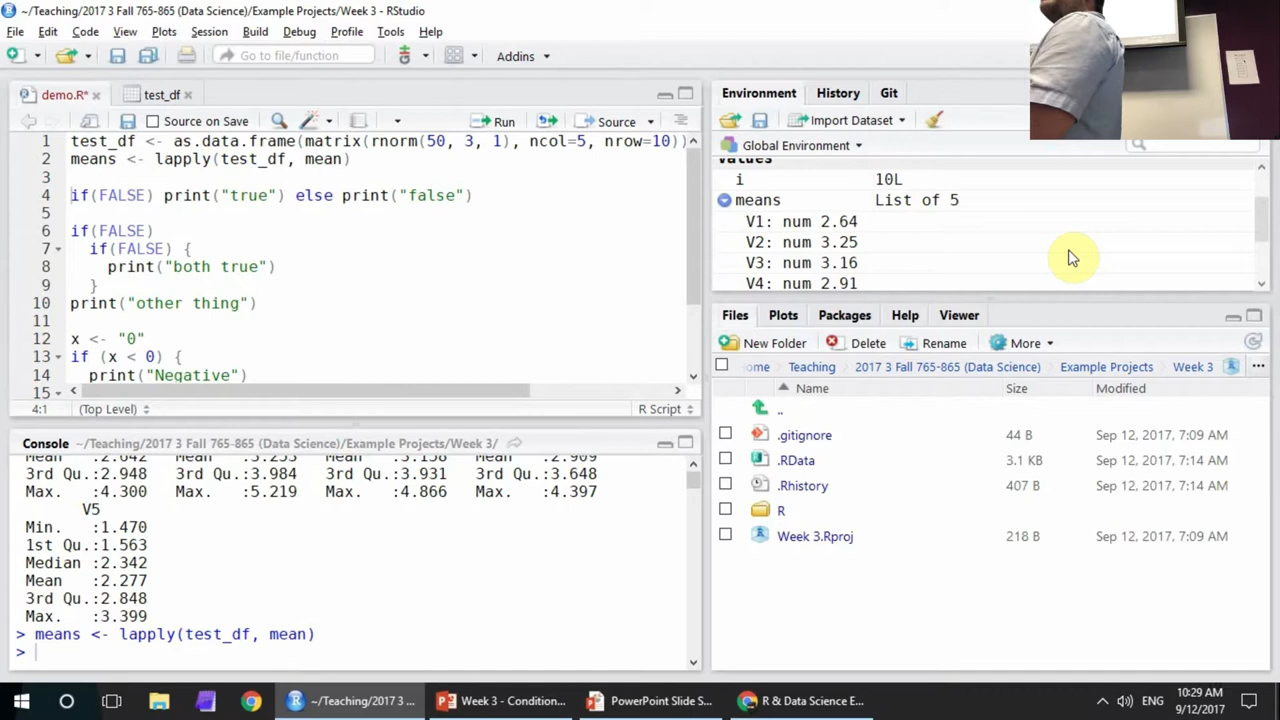 ~/Teaching/2017 3 Fall 765-865 (Data Science)/Example Projects/Week 3 - RStudio
File Edit Code View Plots Session Build Debug Profile Tools Help
Go to file/function Addins
demo.R* test_df
Source on Save Run Source
1 test_df <- as.data.frame(matrix(rnorm(50, 3, 1), ncol=5, nrow=10))
2 means <- lapply(test_df, mean)
3
4 if(FALSE) print("true") else print("false")
5
6 if(FALSE)
7 if(FALSE) {
8 print("both true")
9 }
10 print("other thing")
11
12 x <- "0"
13 if (x < 0) {
14 print("Negative")
15
4:1 (Top Level) R Script
Console ~/Teaching/2017 3 Fall 765-865 (Data Science)/Example Projects/Week 3/
Mean :2.642 Mean :3.253 Mean :3.158 Mean :2.909
3rd Qu.:2.948 3rd Qu.:3.984 3rd Qu.:3.931 3rd Qu.:3.648
Max. :4.300 Max. :5.219 Max. :4.866 Max. :4.397
V5
Min. :1.470
1st Qu.:1.563
Median :2.342
Mean :2.277
3rd Qu.:2.848
Max. :3.399
> means <- lapply(test_df, mean)
>
Environment History Git
Import Dataset
Global Environment
Values
i 10L
means List of 5
V1: num 2.64
V2: num 3.25
V3: num 3.16
V4: num 2.91
Files Plots Packages Help Viewer
New Folder Delete Rename More
ome Teaching 2017 3 Fall 765-865 (Data Science) Example Projects Week 3
Name Size Modified
..
.gitignore 44 B Sep 12, 2017, 7:09 AM
.RData 3.1 KB Sep 12, 2017, 7:14 AM
.Rhistory 407 B Sep 12, 2017, 7:14 AM
R
Week 3.Rproj 218 B Sep 12, 2017, 7:09 AM
~/Teaching/2017 3 ... Week 3 - Condition... PowerPoint Slide S... R & Data Science E... ENG 10:29 AM
9/12/2017